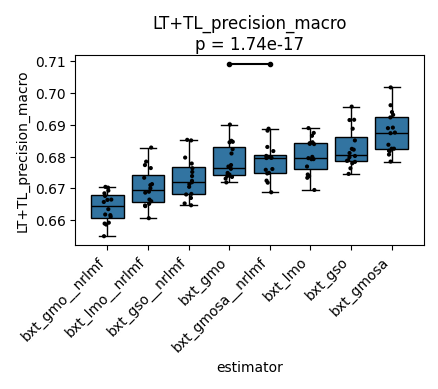 LT+TL_precision_macro
p = 1.74e-17
0.71
0.70
0.69
0.68
0.67
0.66
LT+TL_precision_macro
bxt_gmo__nrlmf
bxt_lmo__nrlmf
bxt_gso__nrlmf
bxt_gmo
bxt_gmosa__nrlmf
bxt_lmo
bxt_gso
bxt_gmosa
estimator